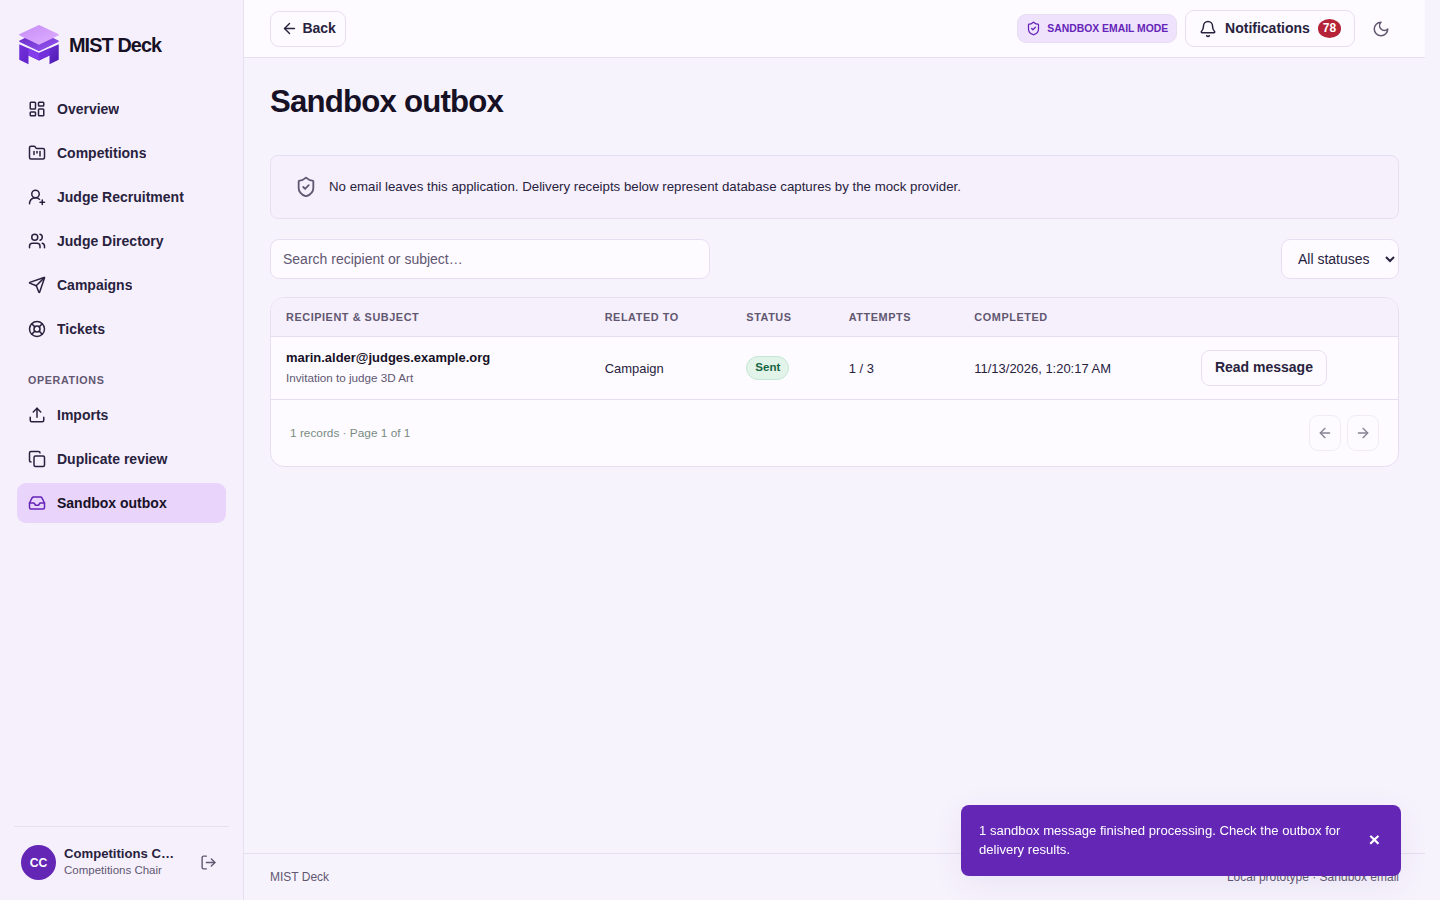 MIST Deck
Overview
Competitions
Judge Recruitment
Judge Directory
Campaigns
Tickets
OPERATIONS
Imports
Duplicate review
Sandbox outbox
CC
Competitions C…
Competitions Chair
Back
SANDBOX EMAIL MODE
Notifications 78
Sandbox outbox
No email leaves this application. Delivery receipts below represent database captures by the mock provider.
Search recipient or subject…
All statuses
RECIPIENT & SUBJECT RELATED TO STATUS ATTEMPTS COMPLETED
marin.alder@judges.example.org
Invitation to judge 3D Art
Campaign Sent 1 / 3 11/13/2026, 1:20:17 AM Read message
1 records · Page 1 of 1
1 sandbox message finished processing. Check the outbox for
delivery results.
MIST Deck
Local prototype · Sandbox email